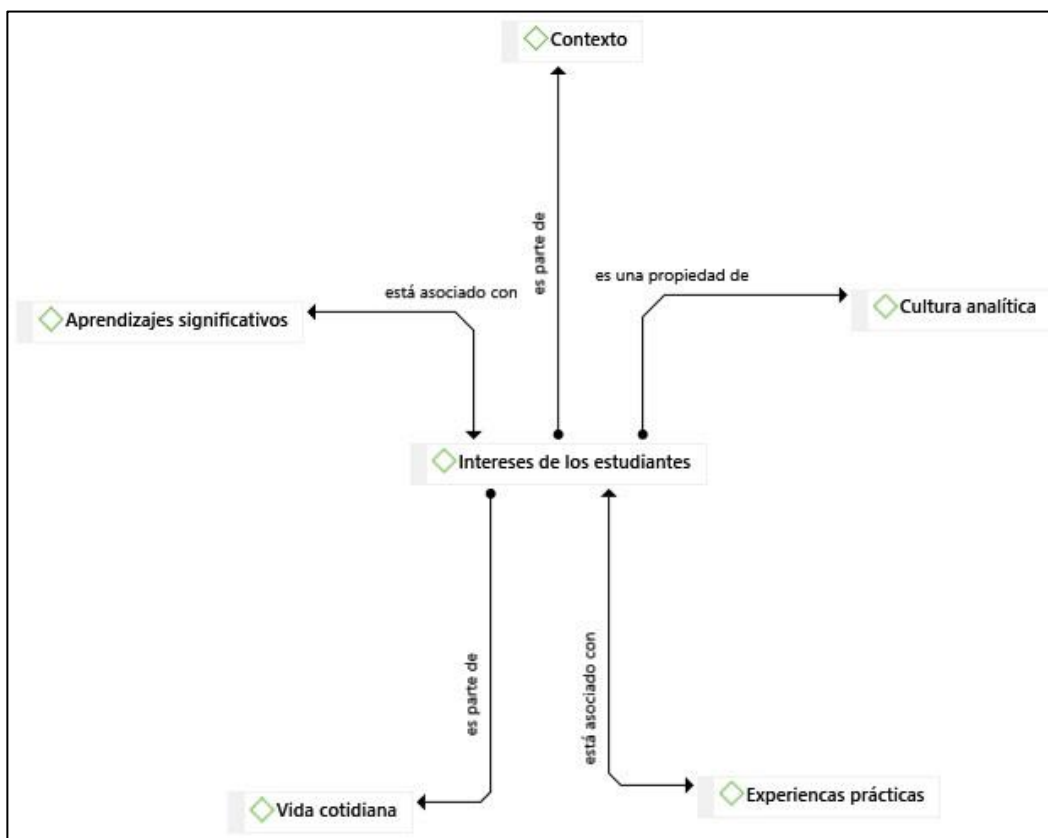 Contexto
es parte de
es una propiedad de
está asociado con
Cultura analítica
Aprendizajes significativos
Intereses de los estudiantes
es parte de
está asociado con
Experiencas prácticas
Vida cotidiana